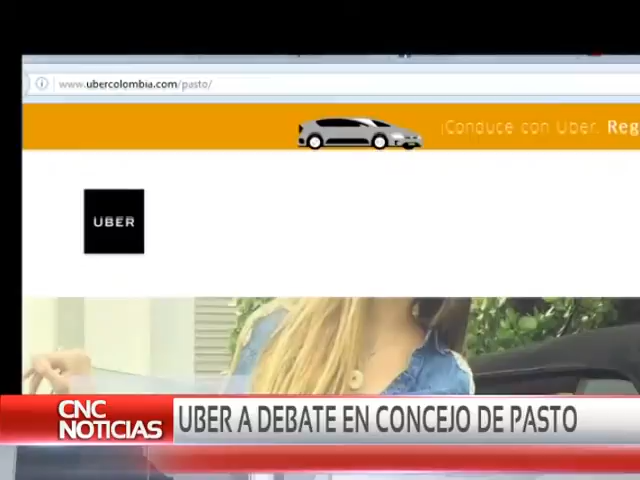 www.ubercolombia.com/pasto/
¡Conduce con Uber. Reg
UBER
CNC
NOTICIAS
UBER A DEBATE EN CONCEJO DE PASTO